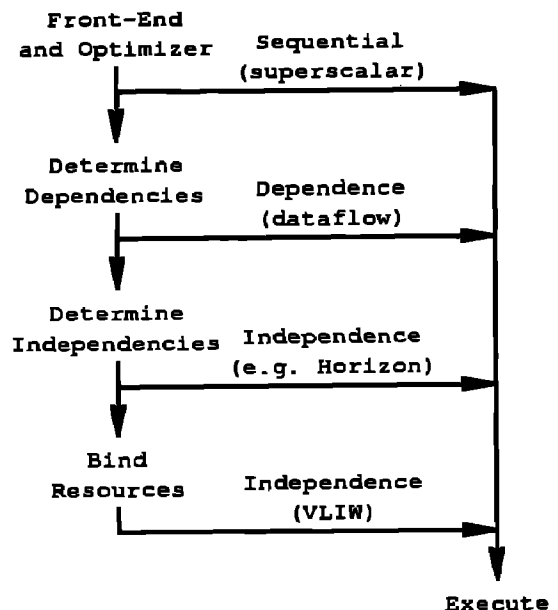 Front-End
and Optimizer
Sequential
(superscalar)
Determine
Dependencies
Dependence
(dataflow)
Determine
Independencies
Independence
(e.g. Horizon)
Bind
Resources
Independence
(VLIW)
Execute